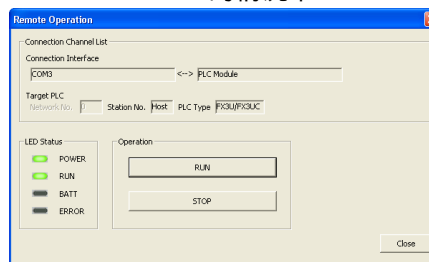 Remote Operation
Connection Channel List
Connection Interface
COM3 <--> PLC Module
Target PLC
Network No. Station No. Host PLC Type FX3U/FX3UC
LED Status
POWER
RUN
BATT
ERROR
Operation
RUN
STOP
Close